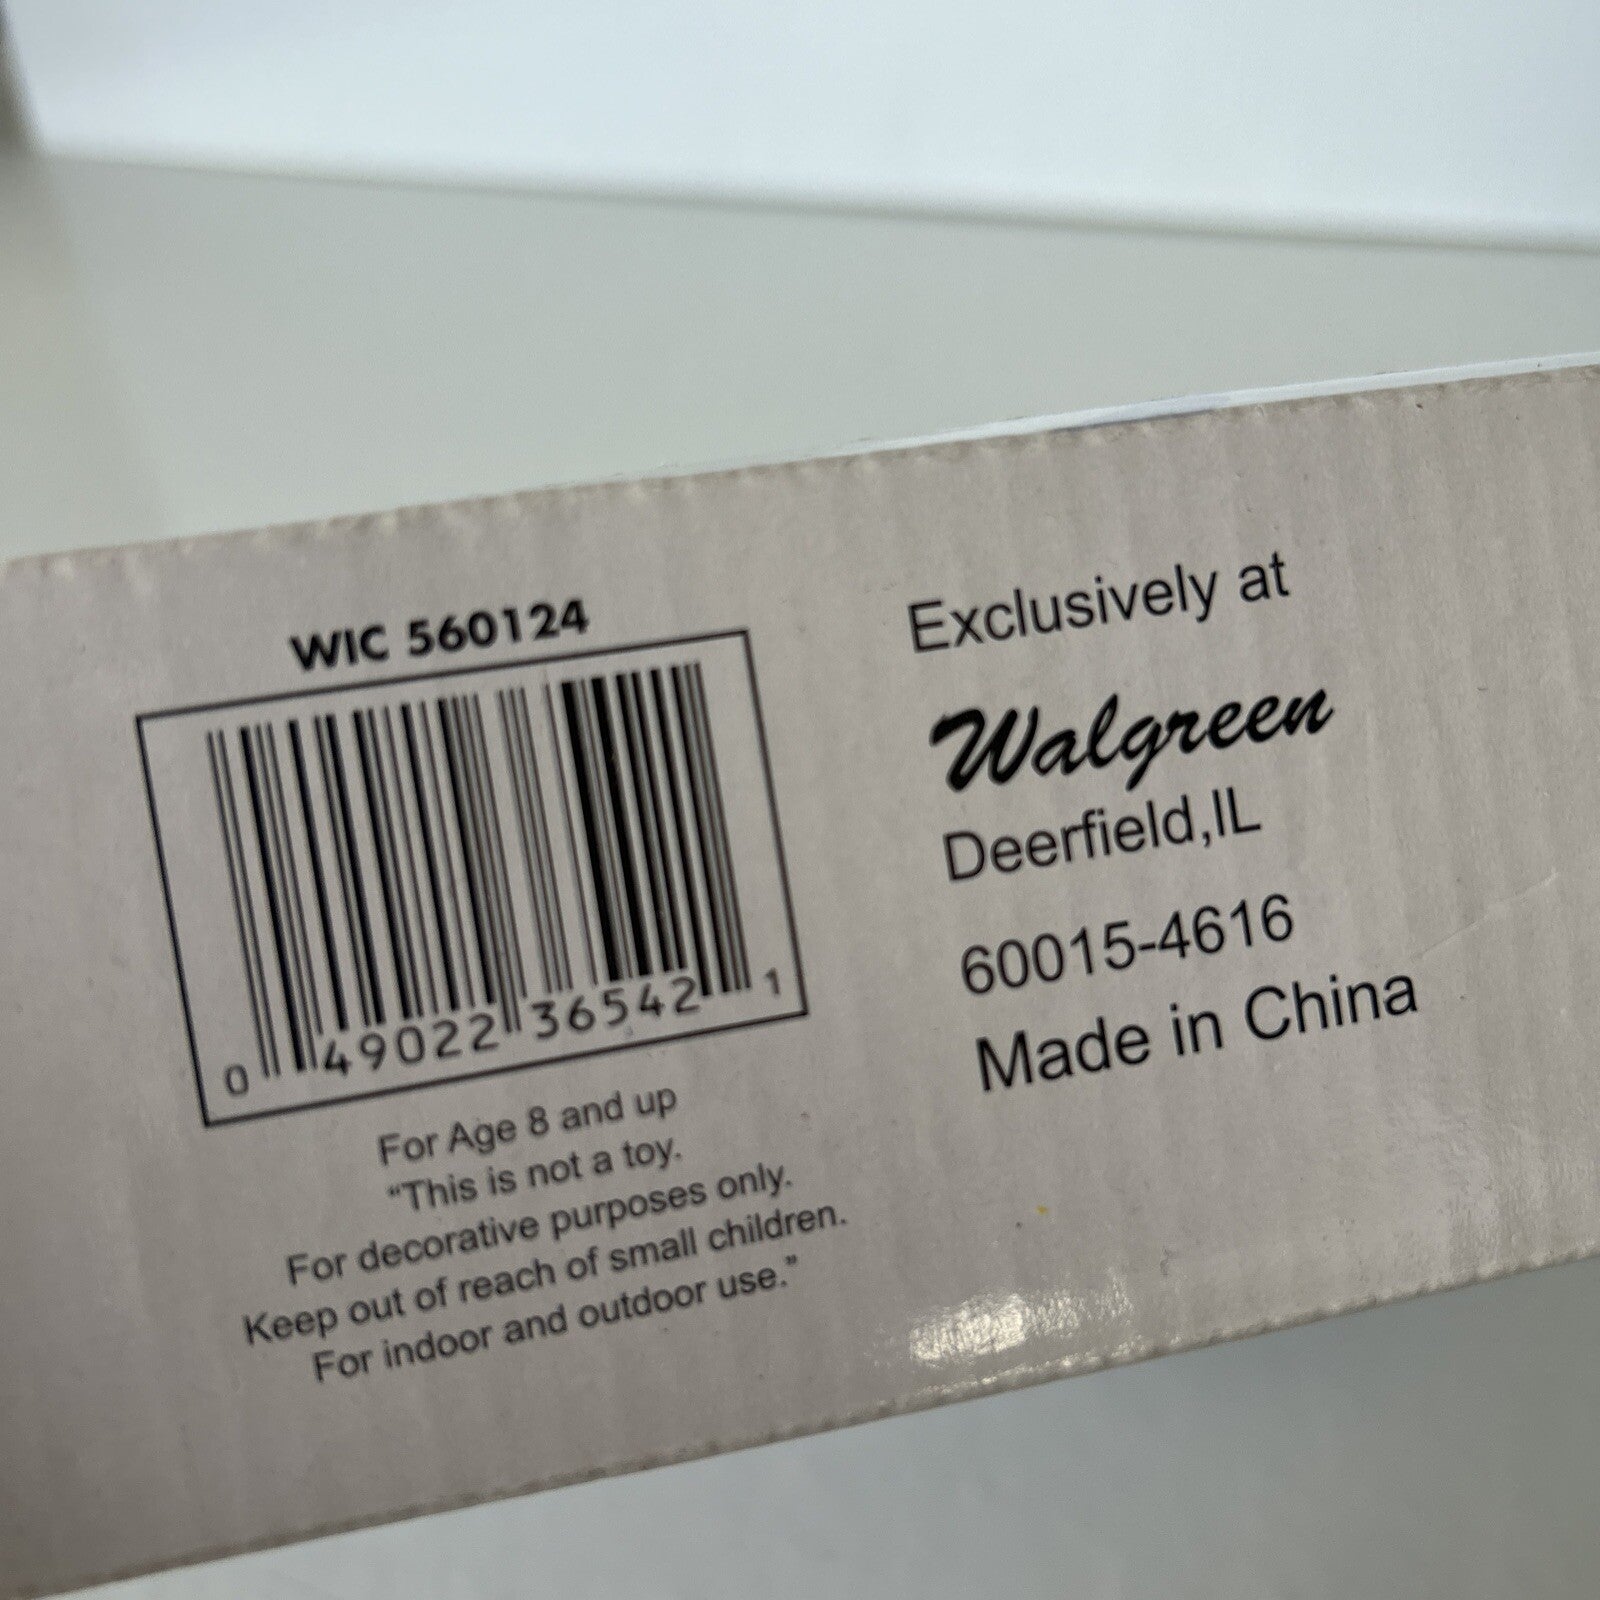 WIC 560124
0 49022 36542 1
For Age 8 and up
“This is not a toy.
For decorative purposes only.
Keep out of reach of small children.
For indoor and outdoor use.”
Exclusively at
Walgreen
Deerfield,IL
60015-4616
Made in China